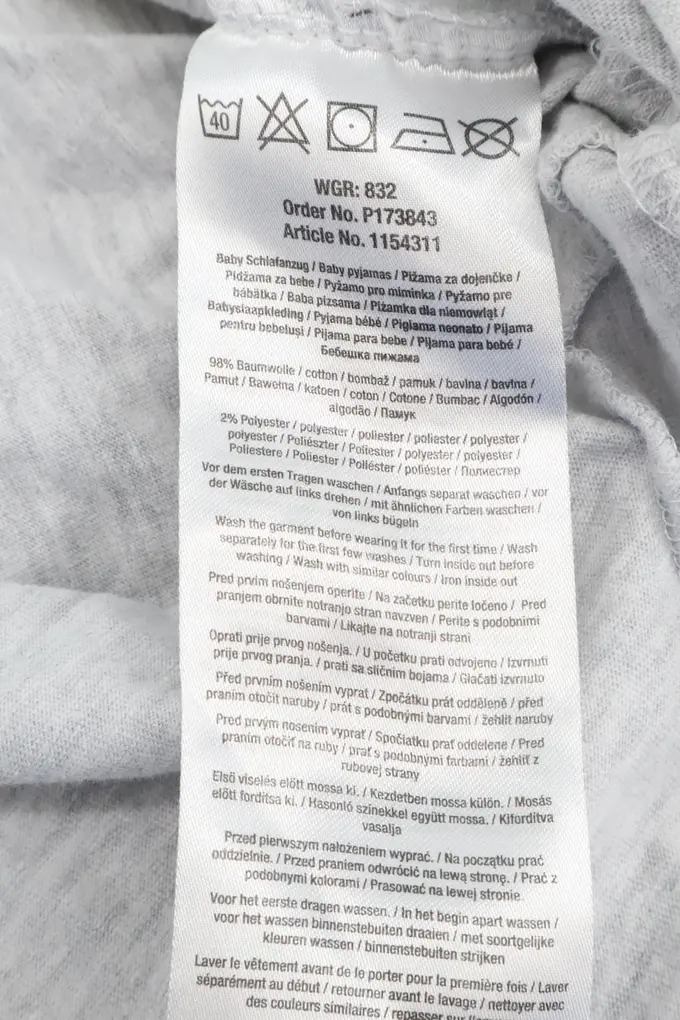 40
WGR: 832
Order No. P173843
Article No. 1154311
Baby Schlafanzug / Baby pyjamas / Pižama za dojenčke /
Pidžama za bebe / Pyžamo pro miminka / Pyžamo pre
bábätka / Baba pizsama / Piżamka dla niemowląt /
Babyslaapkleding / Pyjama bébé / Pigiama neonato / Pijama
pentru bebeluși / Pijama para bebe / Pijama para bebé /
Бебешка пижама
98% Baumwolle / cotton / bombaž / pamuk / bavlna / bavlna /
Pamut / Bawełna / katoen / coton / Cotone / Bumbac / Algodón /
algodão / Памук
2% Polyester / polyester / poliester / poliester / polyester /
polyester / Poliészter / Poliester / polyester / polyester /
Poliestere / Poliester / Poliéster / poliéster / Полиестер
Vor dem ersten Tragen waschen / Anfangs separat waschen / vor
der Wäsche auf links drehen / mit ähnlichen Farben waschen /
von links bügeln
Wash the garment before wearing it for the first time / Wash
separately for the first few washes / Turn inside out before
washing / Wash with similar colours / Iron inside out
Pred prvim nošenjem operite / Na začetku perite ločeno / Pred
pranjem obrnite notranjo stran navzven / Perite s podobnimi
barvami / Likajte na notranji strani
Oprati prije prvog nošenja. / U početku prati odvojeno / Izvrnuti
prije prvog pranja. / prati sa sličnim bojama / Glačati izvrnuto
Před prvním nošením vyprat / Zpočátku prát odděleně / před
praním otočit naruby / prát s podobnými barvami / žehlit naruby
Pred prvým nosením vyprať / Spočiatku prať oddelene / Pred
praním otočiť na ruby / prať s podobnými farbami / žehliť z
rubovej strany
Első viselés előtt mossa ki. / Kezdetben mossa külön. / Mosás
előtt fordítsa ki. / Hasonló színekkel együtt mossa. / Kifordítva
vasalja
Przed pierwszym nałożeniem wyprać. / Na początku prać
oddzielnie. / Przed praniem odwrócić na lewą stronę. / Prać z
podobnymi kolorami / Prasować na lewej stronie.
Voor het eerste dragen wassen. / In het begin apart wassen /
voor het wassen binnenstebuiten draaien / met soortgelijke
kleuren wassen / binnenstebuiten strijken
Laver le vêtement avant de le porter pour la première fois / Laver
séparément au début / retourner avant le lavage / nettoyer avec
des couleurs similaires / repasser sur